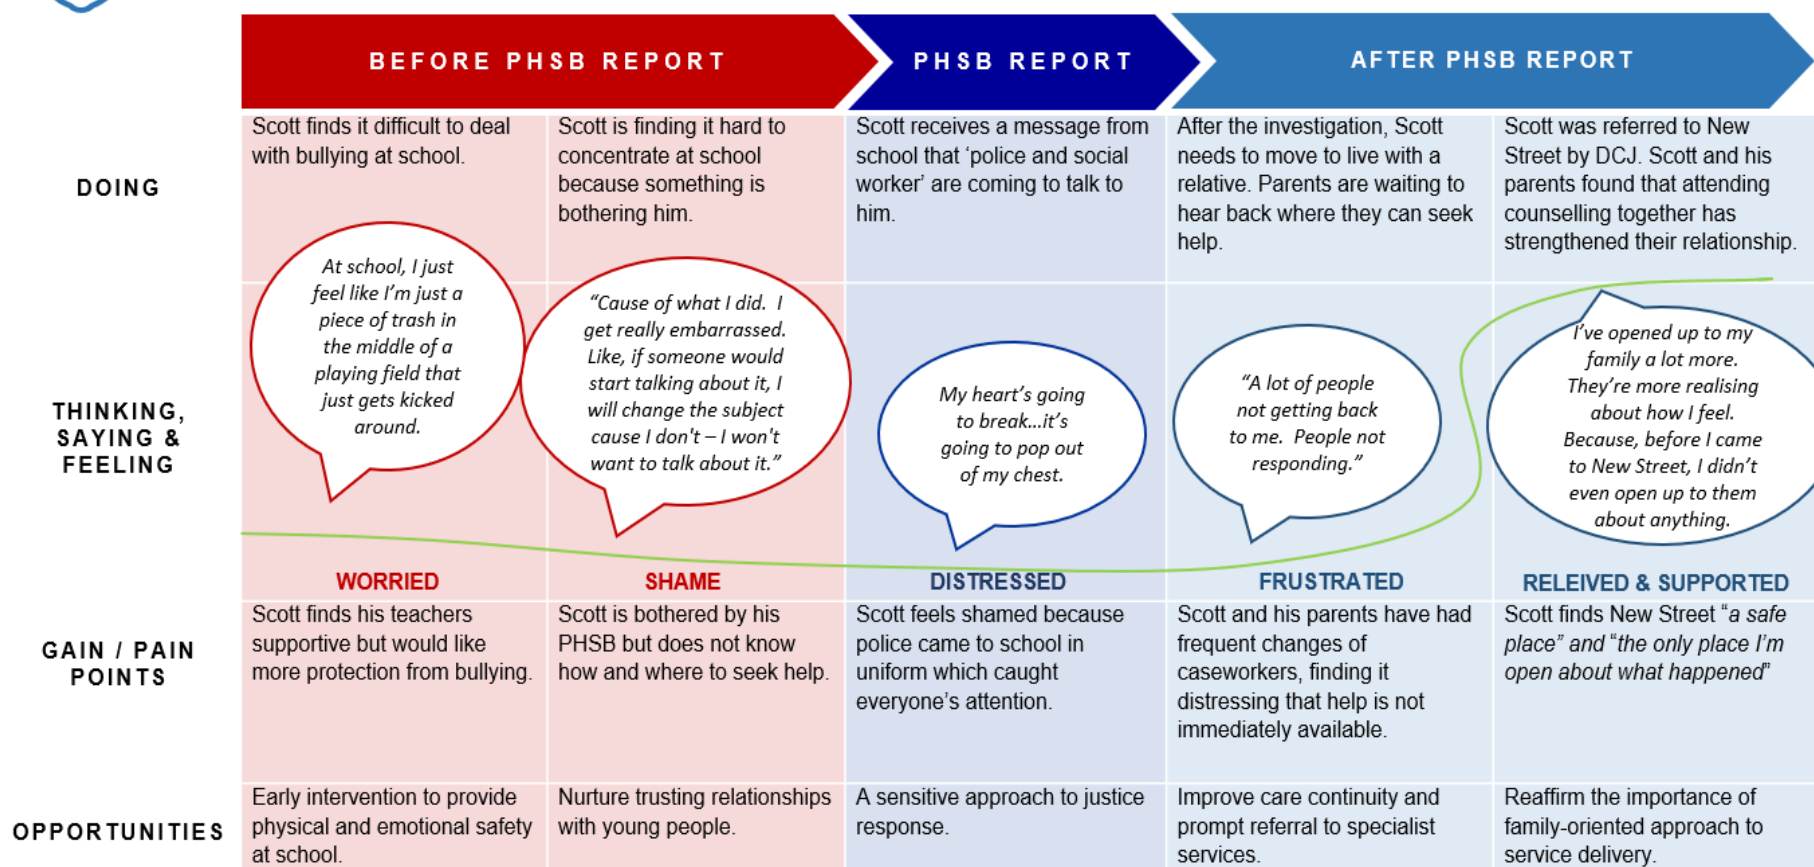 BEFORE PHSB REPORT
PHSB REPORT
AFTER PHSB REPORT
DOING
Scott finds it difficult to deal
with bullying at school.
Scott is finding it hard to
concentrate at school
because something is
bothering him.
Scott receives a message from
school that ‘police and social
worker’ are coming to talk to
him.
After the investigation, Scott
needs to move to live with a
relative. Parents are waiting to
hear back where they can seek
help.
Scott was referred to New
Street by DCJ. Scott and his
parents found that attending
counselling together has
strengthened their relationship.
THINKING,
SAYING &
FEELING
At school, I just
feel like I’m just a
piece of trash in
the middle of a
playing field that
just gets kicked
around.
“Cause of what I did. I
get really embarrassed.
Like, if someone would
start talking about it, I
will change the subject
cause I don't – I won't
want to talk about it.”
My heart’s going
to break...it’s
going to pop out
of my chest.
“A lot of people
not getting back
to me. People not
responding.”
I’ve opened up to my
family a lot more.
They’re more realising
about how I feel.
Because, before I came
to New Street, I didn’t
even open up to them
about anything.
WORRIED
SHAME
DISTRESSED
FRUSTRATED
RELEIVED & SUPPORTED
GAIN / PAIN
POINTS
Scott finds his teachers
supportive but would like
more protection from bullying.
Scott is bothered by his
PHSB but does not know
how and where to seek help.
Scott feels shamed because
police came to school in
uniform which caught
everyone’s attention.
Scott and his parents have had
frequent changes of
caseworkers, finding it
distressing that help is not
immediately available.
Scott finds New Street “a safe
place” and “the only place I’m
open about what happened”
OPPORTUNITIES
Early intervention to provide
physical and emotional safety
at school.
Nurture trusting relationships
with young people.
A sensitive approach to justice
response.
Improve care continuity and
prompt referral to specialist
services.
Reaffirm the importance of
family-oriented approach to
service delivery.